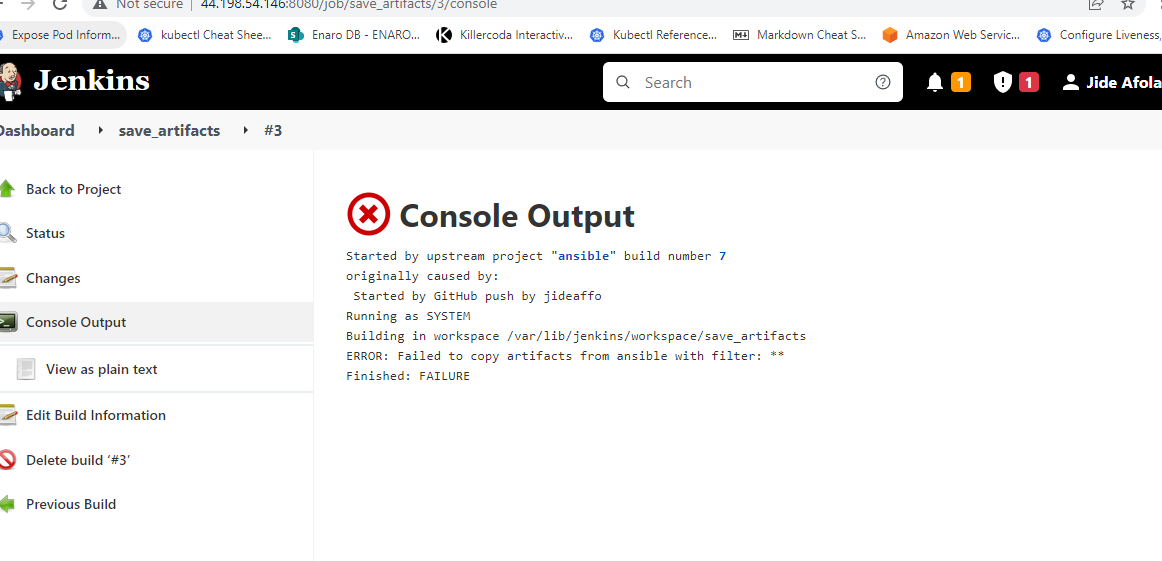 Not secure | 44.198.54.146:8080/job/save_artifacts/3/console
Expose Pod Inform... kubectl Cheat Shee... Enaro DB - ENARO... Killercoda Interactiv... Kubectl Reference... Markdown Cheat S... Amazon Web Servic... Configure Liveness,
Jenkins Search 1 1 Jide Afola
Dashboard save_artifacts #3
Back to Project
Status
Changes
Console Output
View as plain text
Edit Build Information
Delete build ‘#3’
Previous Build
Console Output
Started by upstream project "ansible" build number 7
originally caused by:
Started by GitHub push by jideaffo
Running as SYSTEM
Building in workspace /var/lib/jenkins/workspace/save_artifacts
ERROR: Failed to copy artifacts from ansible with filter: **
Finished: FAILURE